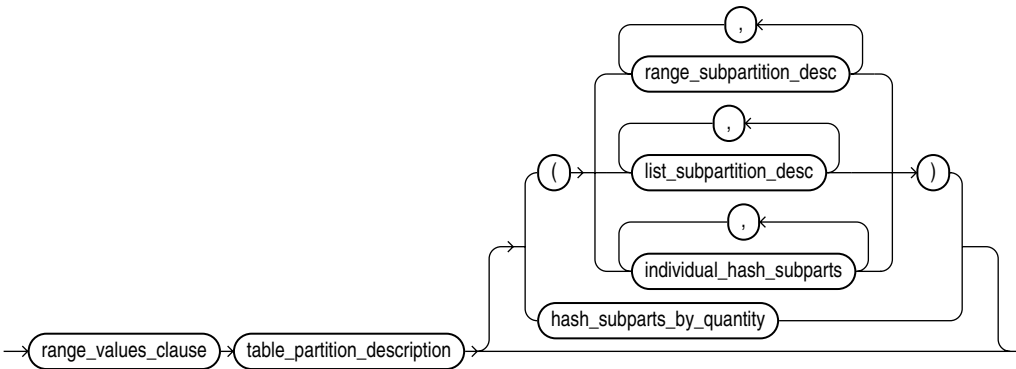 ,
range_subpartition_desc
,
( list_subpartition_desc )
,
individual_hash_subparts
hash_subparts_by_quantity
range_values_clause table_partition_description